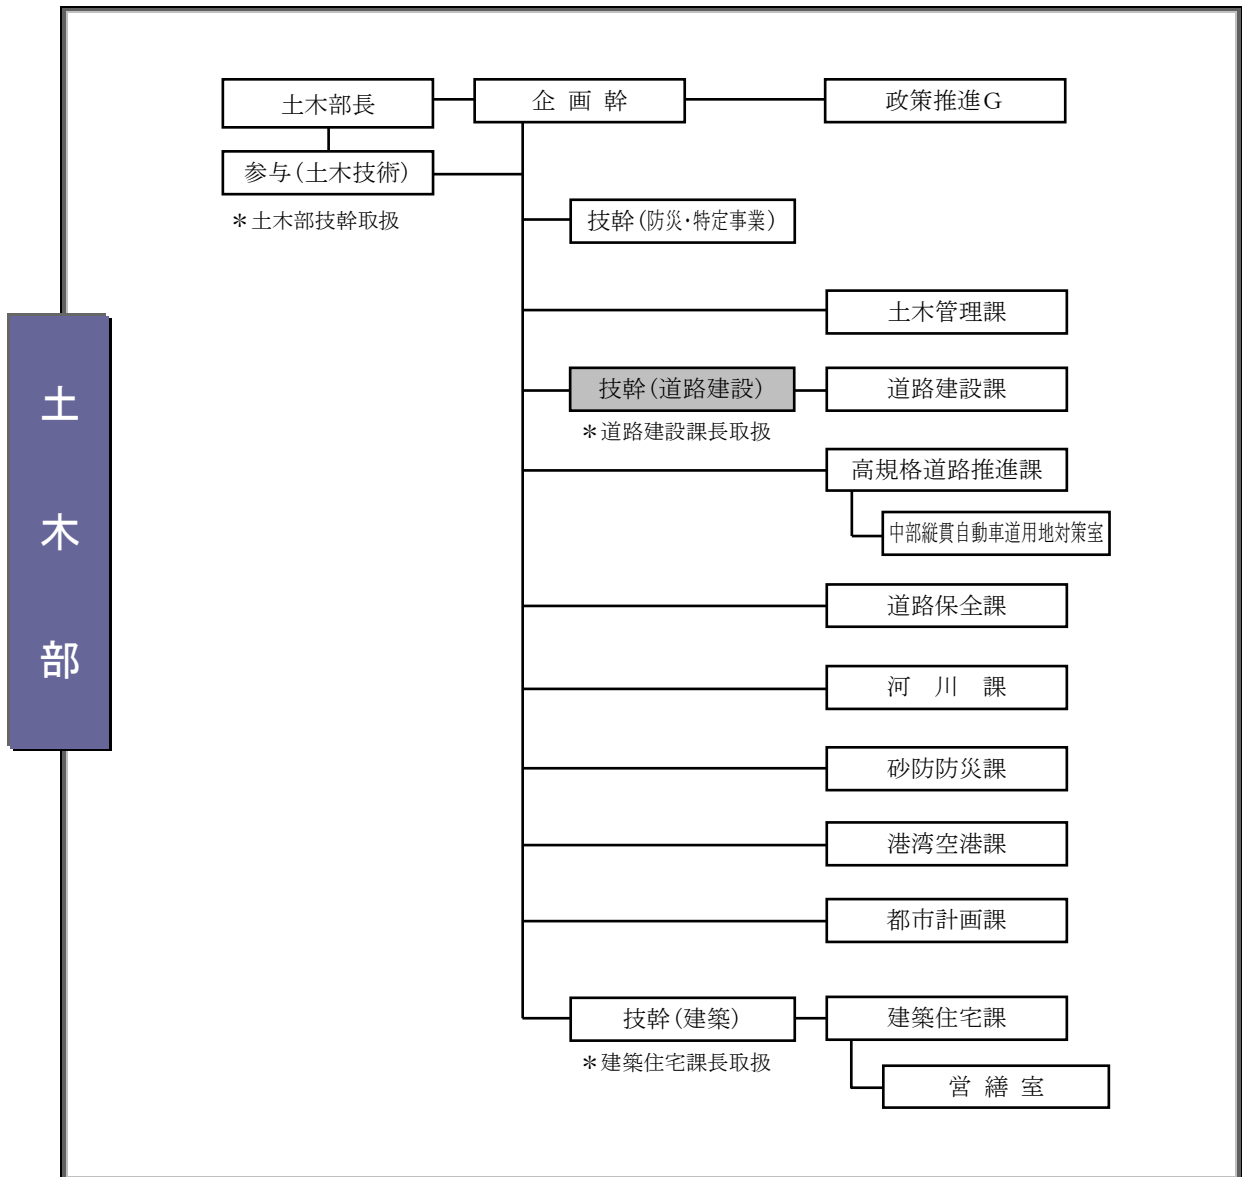 土木部
土木部長
企 画 幹
政策推進G
参与(土木技術)
＊土木部技幹取扱
技幹(防災・特定事業)
土木管理課
技幹(道路建設)
道路建設課
＊道路建設課長取扱
高規格道路推進課
中部縦貫自動車道用地対策室
道路保全課
河 川 課
砂防防災課
港湾空港課
都市計画課
技幹(建築)
建築住宅課
＊建築住宅課長取扱
営 繕 室